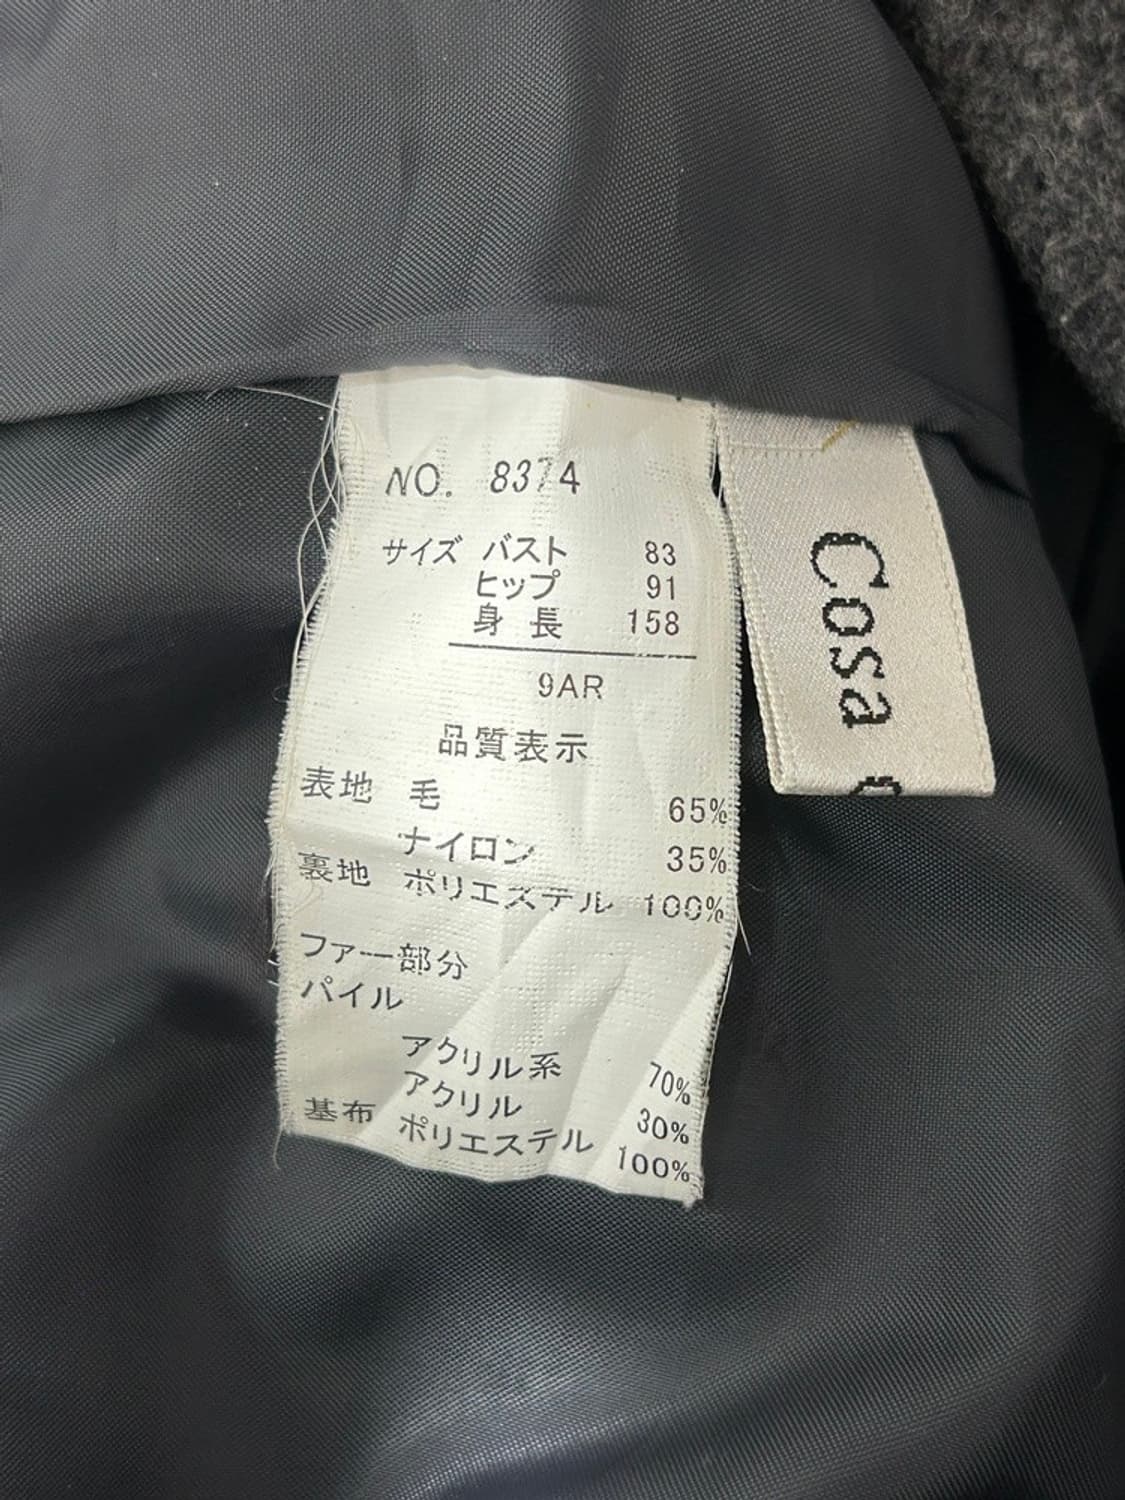 NO. 8374
サイズ バスト 83
ヒップ 91
身長 158
9AR
品質表示
表地 毛 65%
ナイロン 35%
裏地 ポリエステル 100%
ファー部分
パイル
アクリル系 70%
アクリル 30%
基布 ポリエステル 100%
Cosa